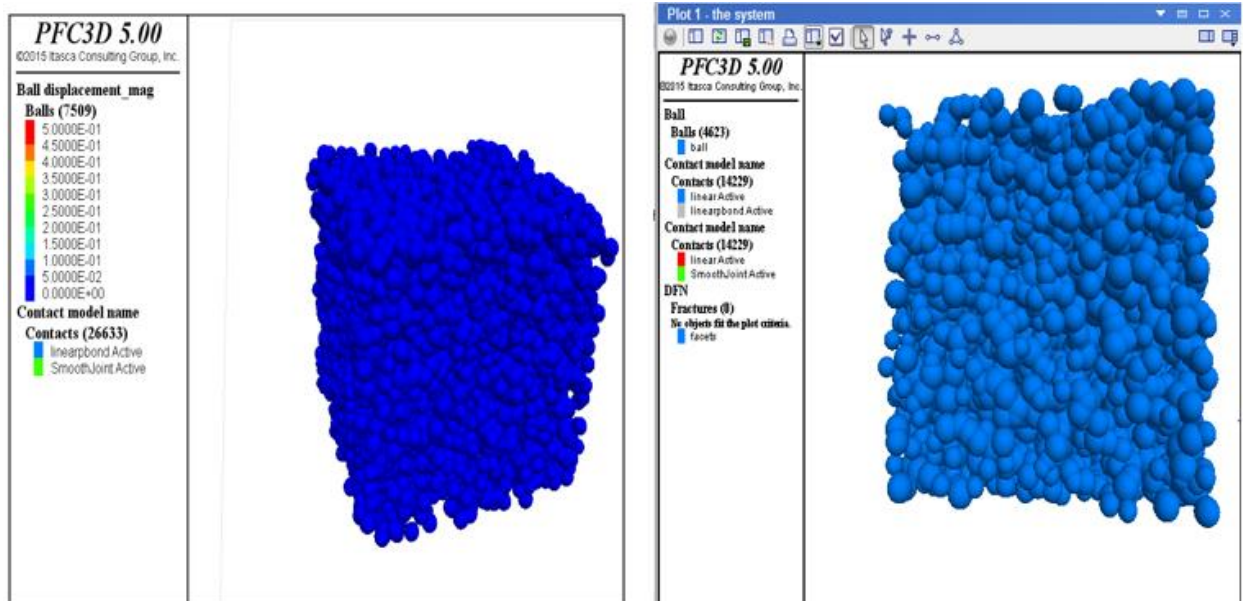 PFC3D 5.00
©2015 Itasca Consulting Group, Inc.
Ball displacement_mag
Balls (7509)
5.0000E-01
4.5000E-01
4.0000E-01
3.5000E-01
3.0000E-01
2.5000E-01
2.0000E-01
1.5000E-01
1.0000E-01
5.0000E-02
0.0000E+00
Contact model name
Contacts (26633)
linearpbond Active
SmoothJoint Active
Plot 1 - the system
PFC3D 5.00
©2015 Itasca Consulting Group, Inc.
Ball
Balls (4623)
ball
Contact model name
Contacts (14229)
linear Active
linearpbond Active
Contact model name
Contacts (14229)
linear Active
SmoothJoint Active
DFN
Fractures (0)
No objects fit the plot criteria.
facets